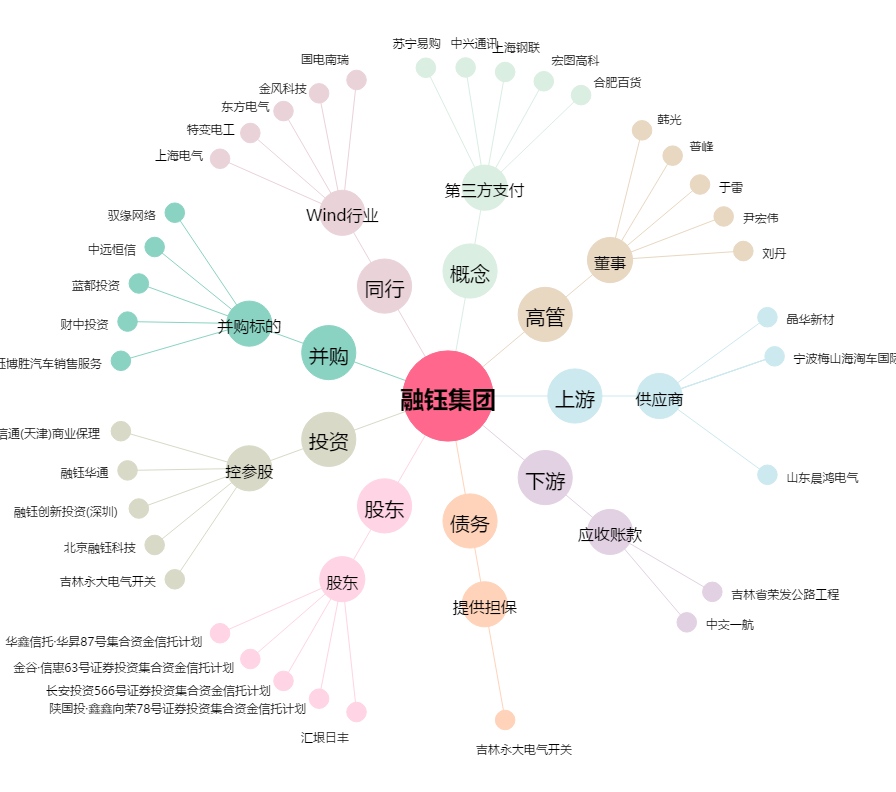 苏宁易购
中兴通讯
上海钢联
宏图高科
合肥百货
国电南瑞
金风科技
东方电气
特变电工
上海电气
第三方支付
Wind行业
概念
同行
韩光
普峰
于雷
尹宏伟
刘丹
董事
高管
驭缘网络
中远恒信
蓝都投资
财中投资
钰博胜汽车销售服务
并购标的
并购
融钰集团
上游
供应商
晶华新材
宁波梅山海淘车国际
山东晨鸿电气
投资
控参股
信通(天津)商业保理
融钰华通
融钰创新投资(深圳)
北京融钰科技
吉林永大电气开关
下游
应收账款
吉林省荣发公路工程
中交一航
股东
股东
华鑫信托·华昇87号集合资金信托计划
金谷·信惠63号证券投资集合资金信托计划
长安投资566号证券投资集合资金信托计划
陕国投·鑫鑫向荣78号证券投资集合资金信托计划
汇垠日丰
债务
提供担保
吉林永大电气开关